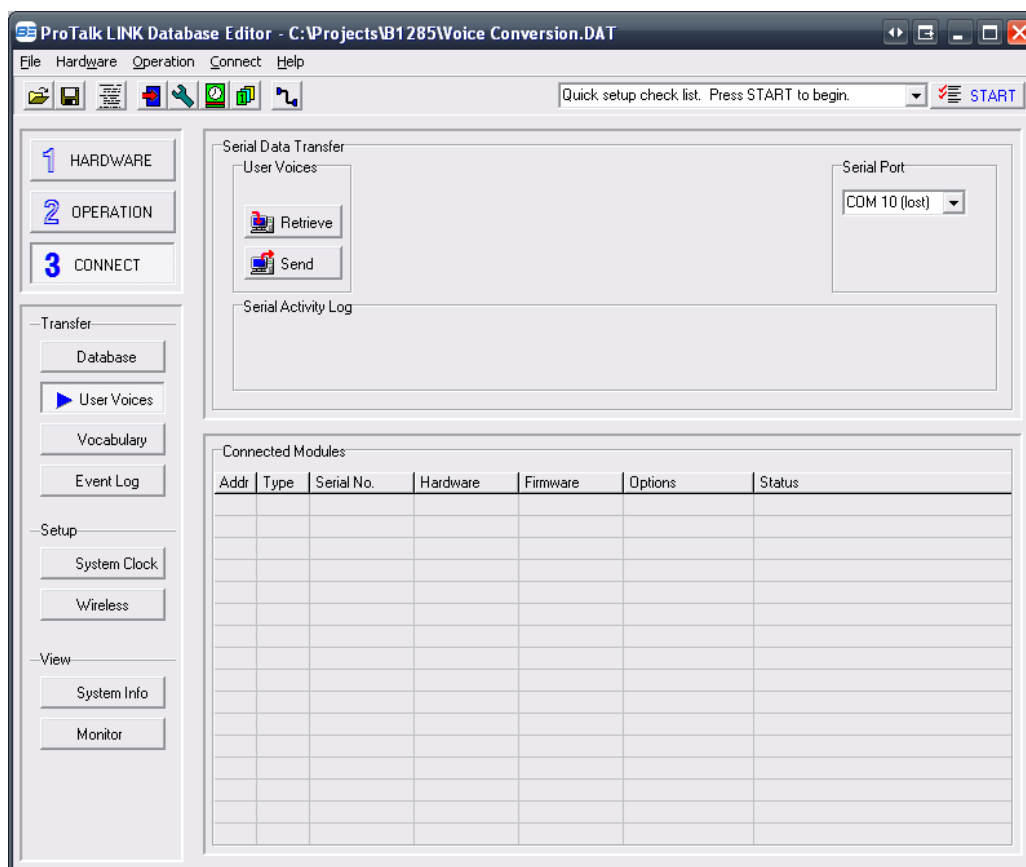 ProTalk LINK Database Editor - C:\Projects\B1285\Voice Conversion.DAT
File Hardware Operation Connect Help
Quick setup check list. Press START to begin.
START
1 HARDWARE
2 OPERATION
3 CONNECT
Transfer
Database
User Voices
Vocabulary
Event Log
Setup
System Clock
Wireless
View
System Info
Monitor
Serial Data Transfer
User Voices
Retrieve
Send
Serial Port
COM 10 (lost)
Serial Activity Log
Connected Modules
Addr Type Serial No. Hardware Firmware Options Status